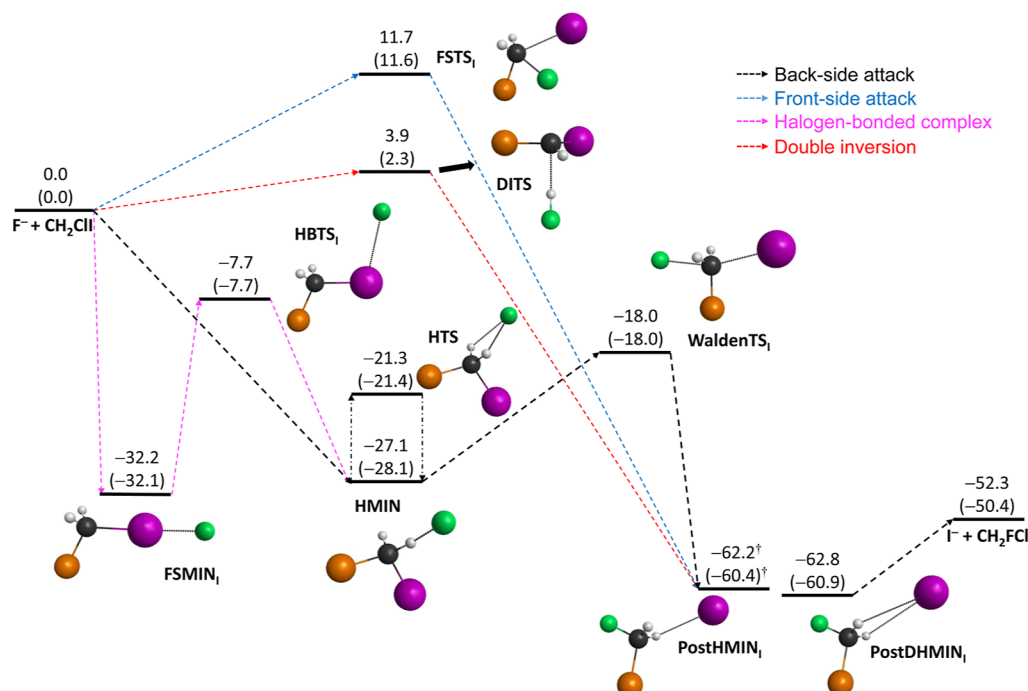 11.7
(11.6)
FSTSI
Back-side attack
Front-side attack
Halogen-bonded complex
Double inversion
3.9
(2.3)
DITS
0.0
(0.0)
F− + CH2ClI
HBTSI
−7.7
(−7.7)
HTS
−21.3
(−21.4)
−18.0
(−18.0)
WaldenTSI
−27.1
(−28.1)
HMIN
−32.2
(−32.1)
FSMINI
−52.3
(−50.4)
I− + CH2FCl
−62.2†
(−60.4)†
−62.8
(−60.9)
PostHMINI
PostDHMINI